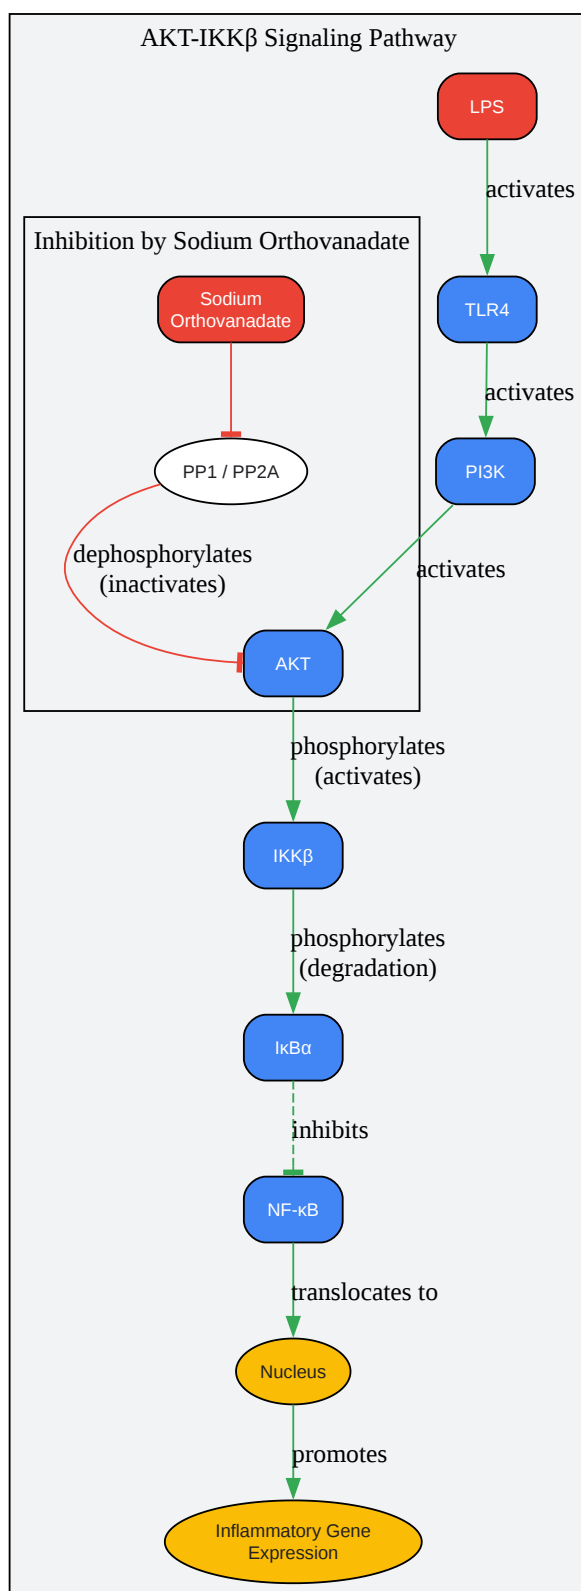 AKT-IKKβ Signaling Pathway
LPS
activates
Inhibition by Sodium Orthovanadate
Sodium
Orthovanadate
TLR4
activates
PP1 / PP2A
PI3K
dephosphorylates
(inactivates)
activates
AKT
phosphorylates
(activates)
IKKβ
phosphorylates
(degradation)
IκBα
inhibits
NF-κB
translocates to
Nucleus
promotes
Inflammatory Gene
Expression